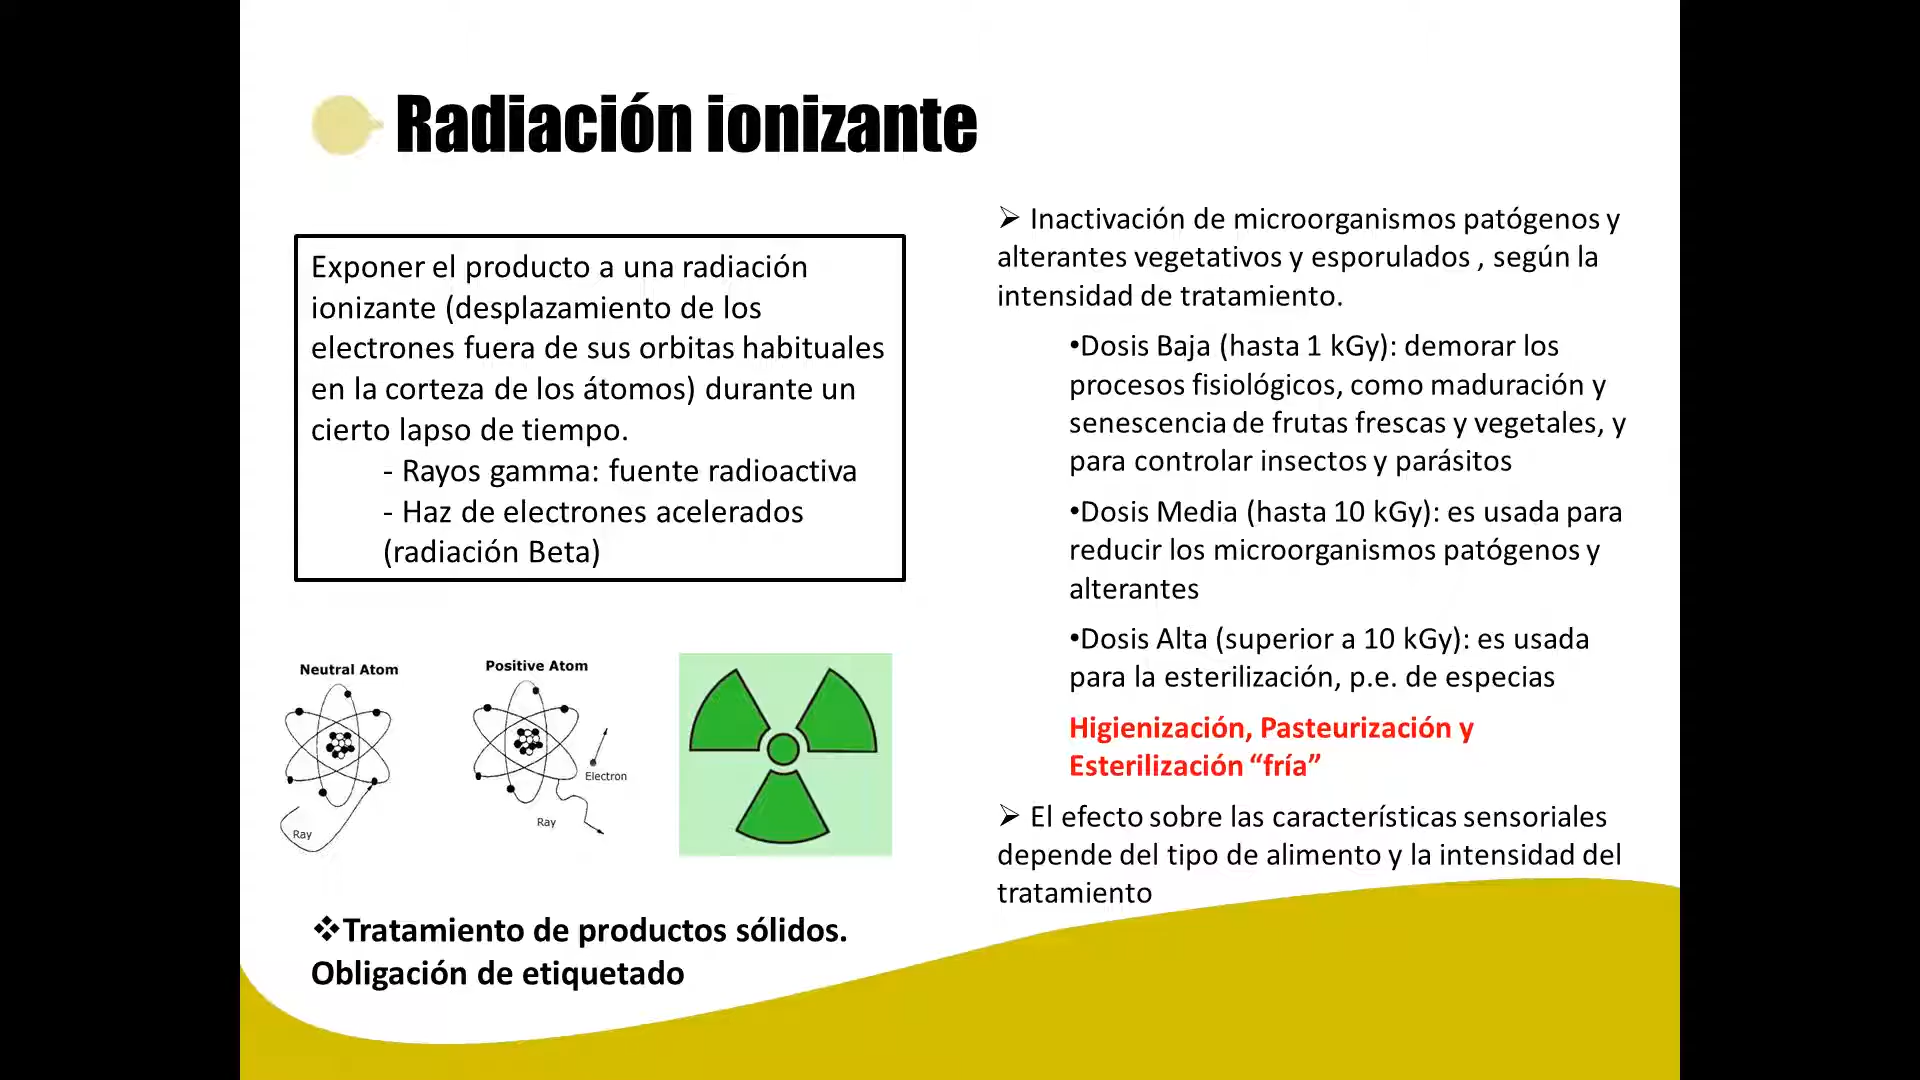 Radiación ionizante
Exponer el producto a una radiación
ionizante (desplazamiento de los
electrones fuera de sus orbitas habituales
en la corteza de los átomos) durante un
cierto lapso de tiempo.
- Rayos gamma: fuente radioactiva
- Haz de electrones acelerados
(radiación Beta)
Neutral Atom
Ray
Positive Atom
Electron
Ray
❖Tratamiento de productos sólidos.
Obligación de etiquetado
➢ Inactivación de microorganismos patógenos y
alterantes vegetativos y esporulados , según la
intensidad de tratamiento.
•Dosis Baja (hasta 1 kGy): demorar los
procesos fisiológicos, como maduración y
senescencia de frutas frescas y vegetales, y
para controlar insectos y parásitos
•Dosis Media (hasta 10 kGy): es usada para
reducir los microorganismos patógenos y
alterantes
•Dosis Alta (superior a 10 kGy): es usada
para la esterilización, p.e. de especias
Higienización, Pasteurización y
Esterilización “fría”
➢ El efecto sobre las características sensoriales
depende del tipo de alimento y la intensidad del
tratamiento